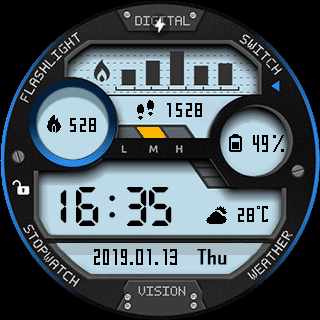 DIGITAL
FLASHLIGHT
SWITCH
1528
528
L M H
49%
16:35
28°C
2019.01.13 Thu
STOPWATCH
WEATHER
VISION